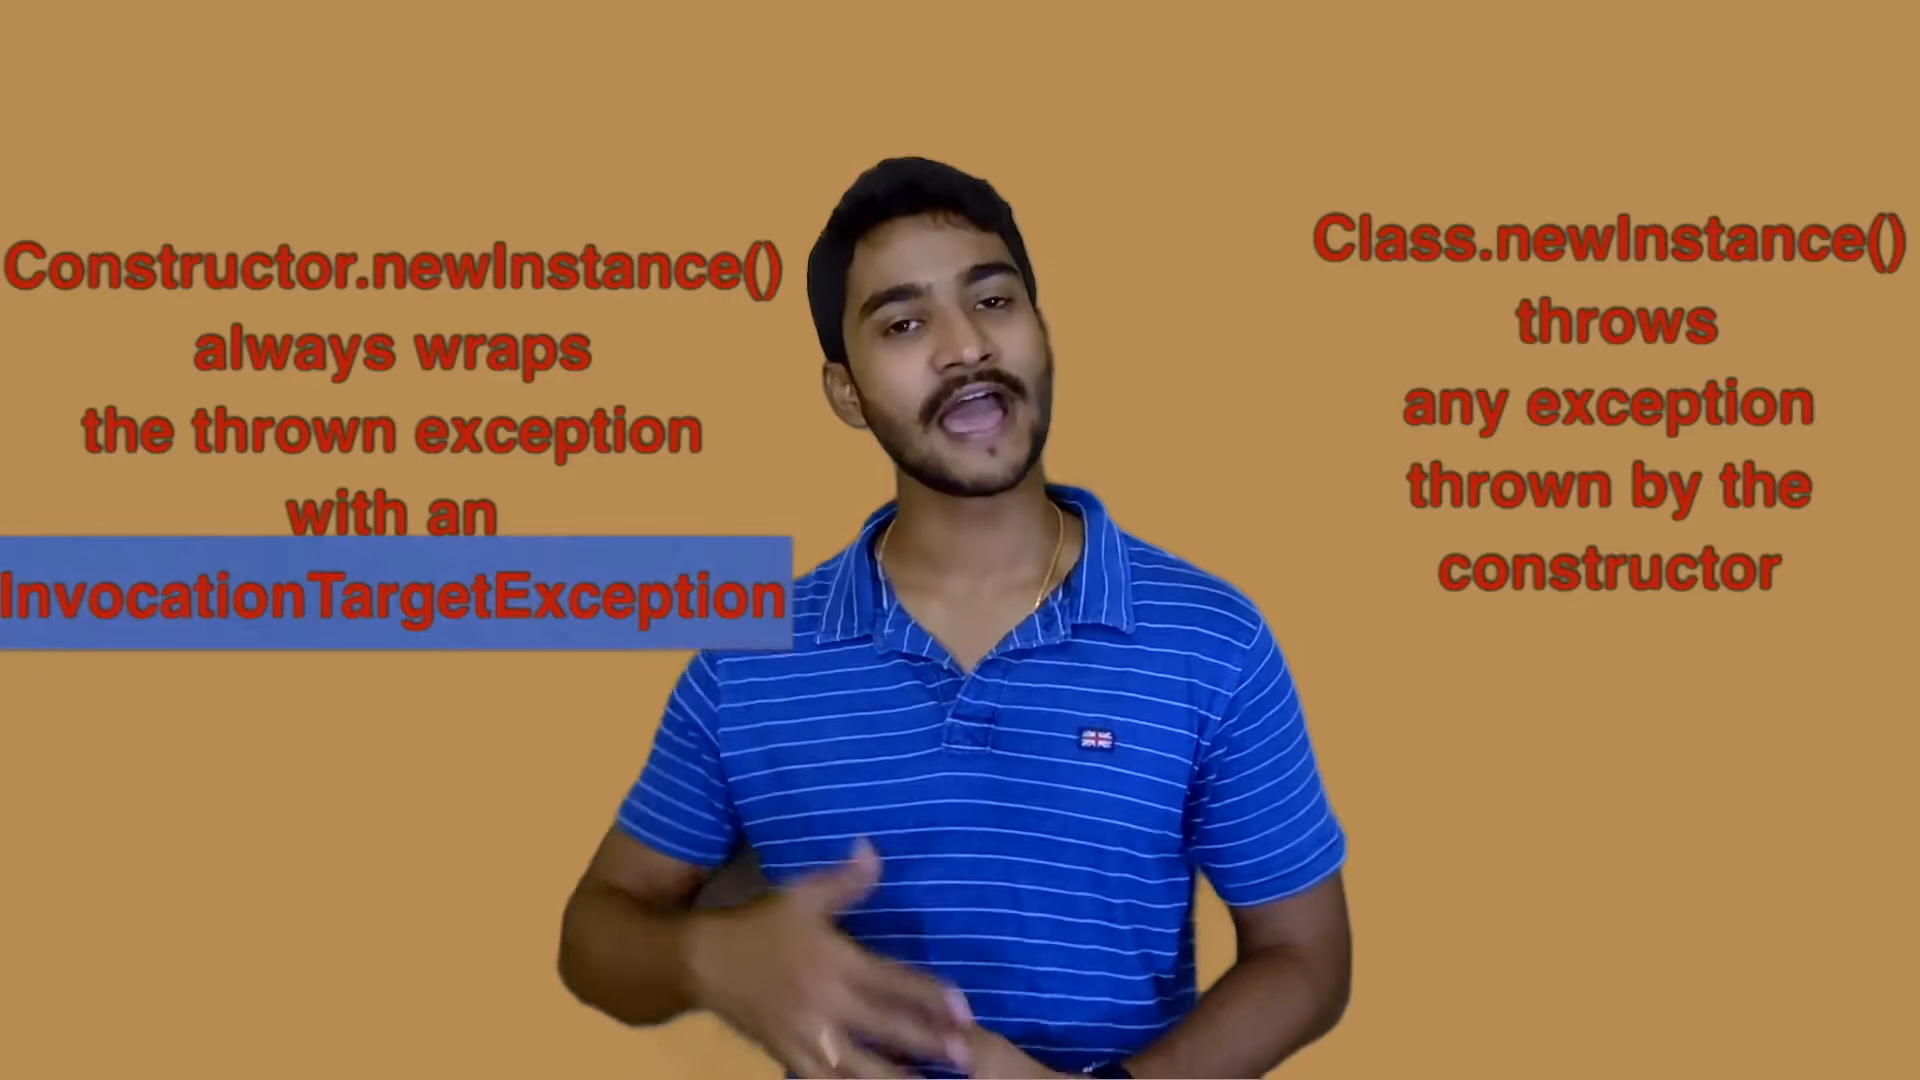 Constructor.newInstance()
always wraps
the thrown exception
with an
InvocationTargetException
Class.newInstance()
throws
any exception
thrown by the
constructor